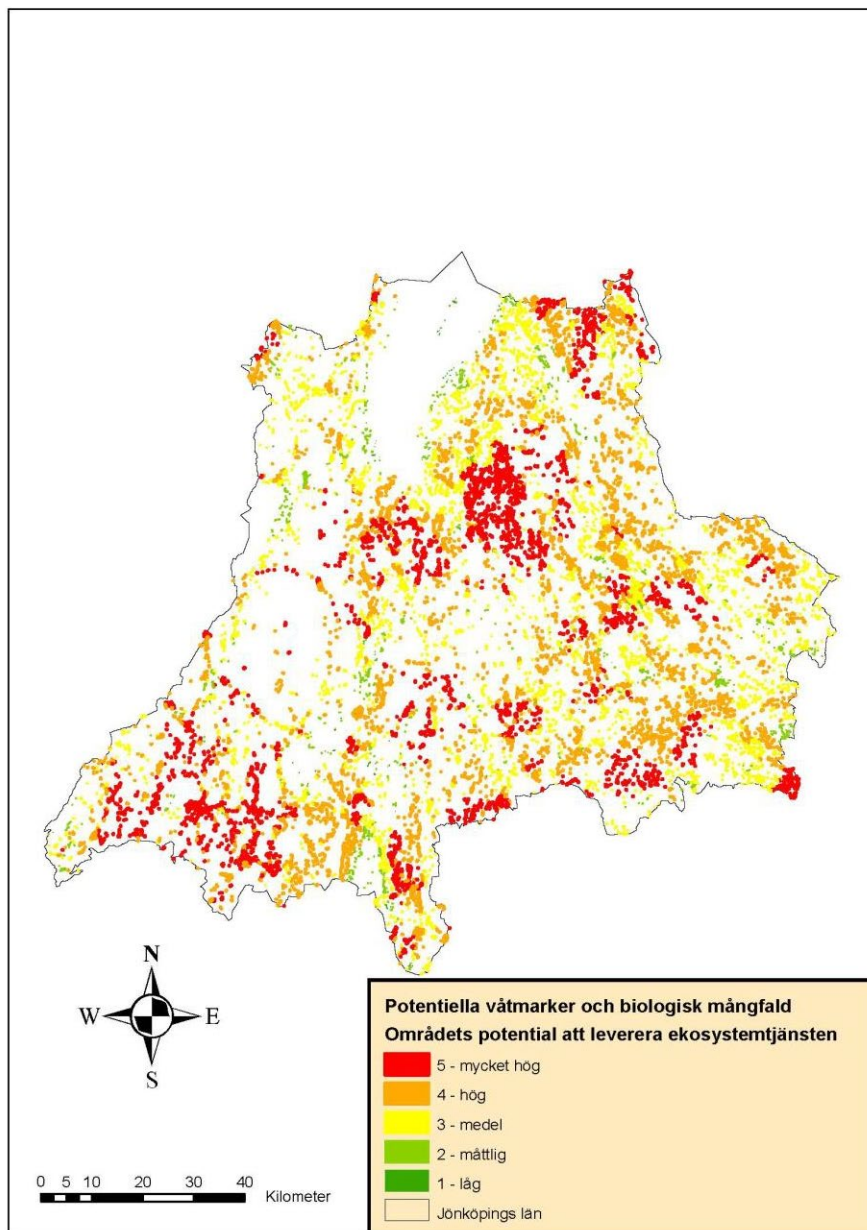 N
W E
S
0 5 10 20 30 40
Kilometer
Potentiella våtmarker och biologisk mångfald
Områdets potential att leverera ekosystemtjänsten
5 - mycket hög
4 - hög
3 - medel
2 - måttlig
1 - låg
Jönköpings län